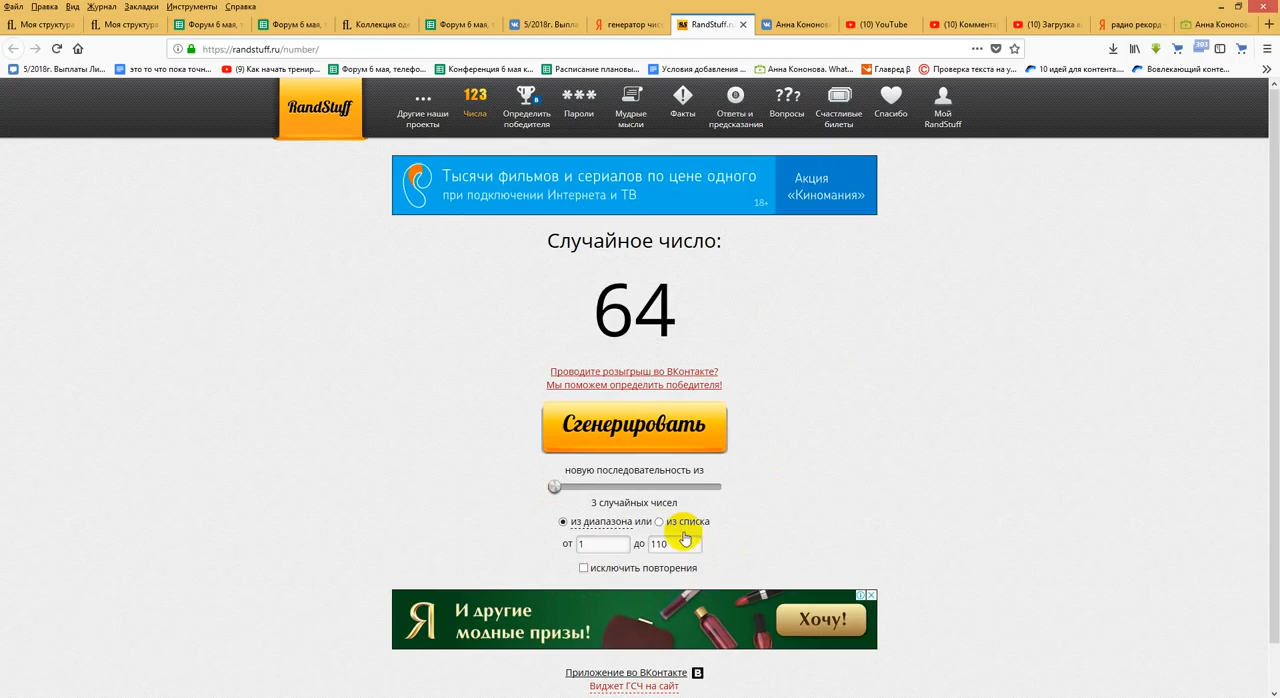 Файл Правка Вид Журнал Закладки Инструменты Справка
Моя структура Моя структура Форум 6 мая, т Форум 6 мая, т Коллекция од Форум 6 мая, т 5/2018г. Выпла генератор чис RandStuff.ru Анна Кононова (10) YouTube (10) Комментар (10) Загрузка в радио рекорд Анна Кононова
https://randstuff.ru/number/
303
5/2018г. Выплаты Ли... это то что пока точн... (9) Как начать тренир... Форум 6 мая, телефо... Конференция 6 мая к... Расписание плановы... Условия добавления ... Анна Кононова. What... Главред β Проверка текста на у... 10 идей для контента.... Вовлекающий конте...
RandStuff
123 *** ???
Другие наши проекты Числа Определить победителя Пароли Мудрые мысли Факты Ответы и предсказания Вопросы Счастливые билеты Спасибо Мой RandStuff
Тысячи фильмов и сериалов по цене одного
при подключении Интернета и ТВ
18+
Акция
«Киномания»
Случайное число:
64
Проводите розыгрыш во ВКонтакте?
Мы поможем определить победителя!
Сгенерировать
новую последовательность из
3 случайных чисел
из диапазона или из списка
от 1 до 110
исключить повторения
Я И другие
модные призы!
Хочу!
Приложение во ВКонтакте B
Виджет ГСЧ на сайт